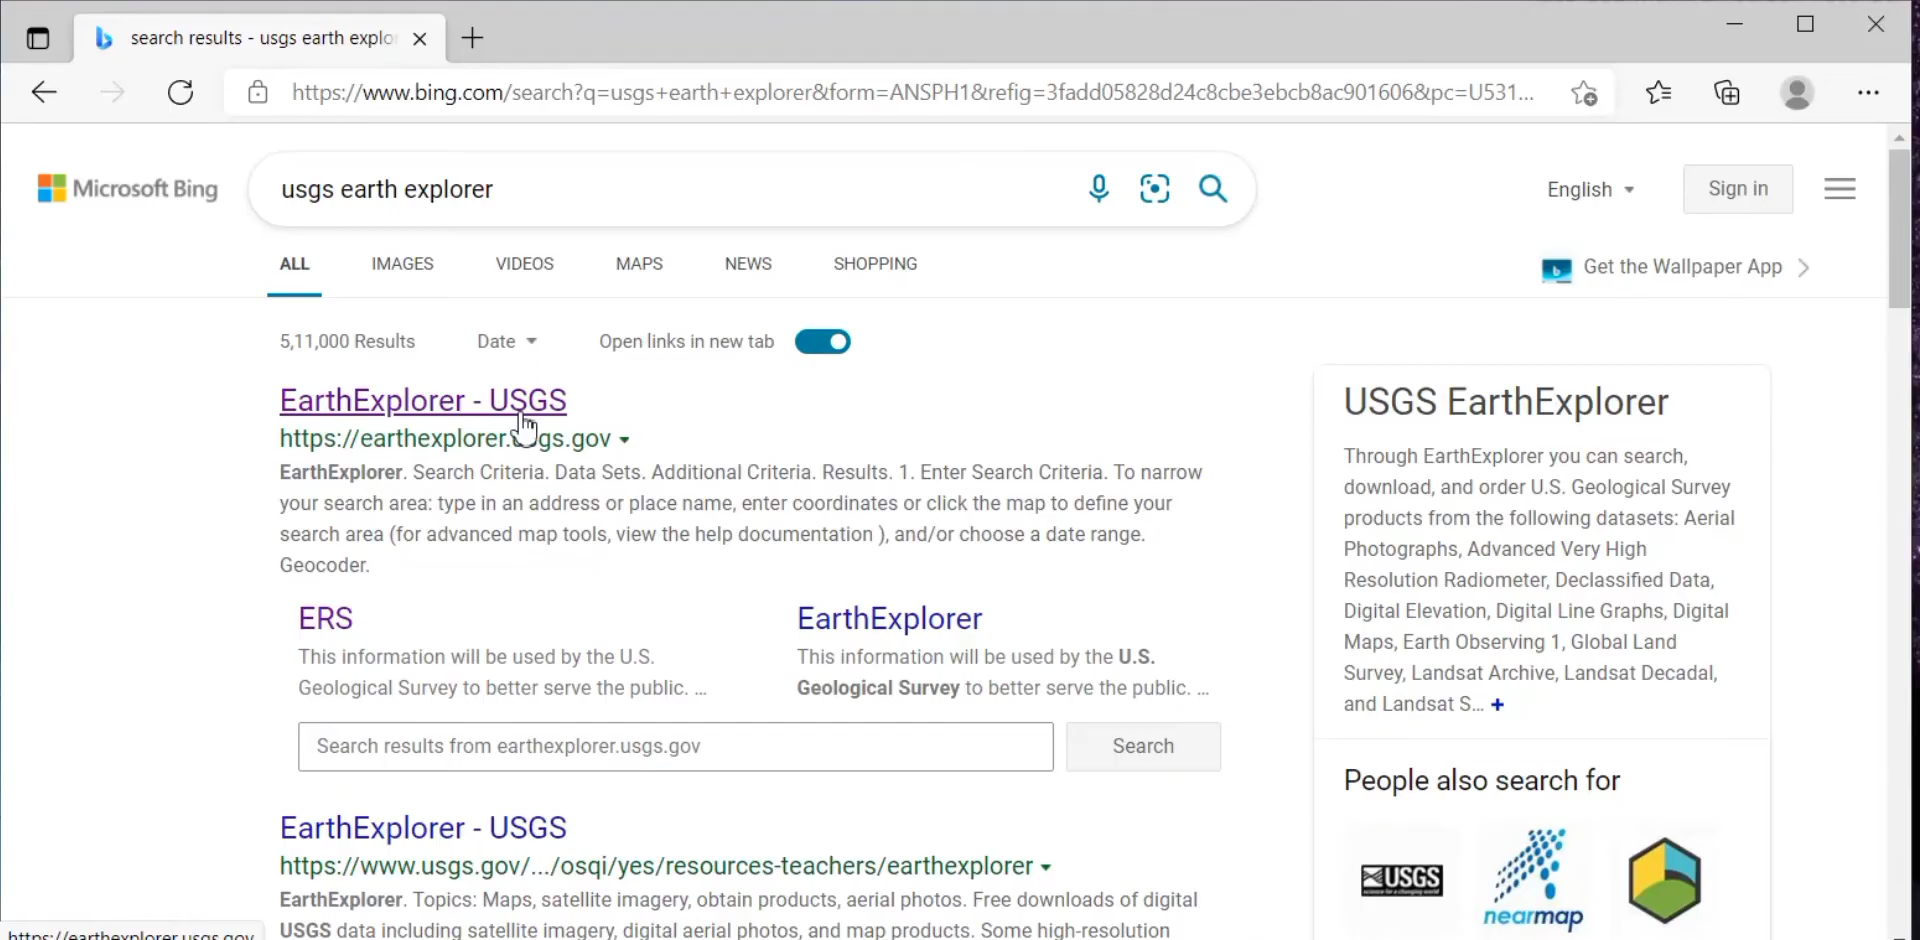 search results - usgs earth explo
https://www.bing.com/search?q=usgs+earth+explorer&form=ANSPH1&refig=3fadd05828d24c8cbe3ebcb8ac901606&pc=U531...
Microsoft Bing
usgs earth explorer
English
Sign in
ALL IMAGES VIDEOS MAPS NEWS SHOPPING
Get the Wallpaper App
5,11,000 Results Date Open links in new tab
EarthExplorer - USGS
https://earthexplorer.usgs.gov
EarthExplorer. Search Criteria. Data Sets. Additional Criteria. Results. 1. Enter Search Criteria. To narrow
your search area: type in an address or place name, enter coordinates or click the map to define your
search area (for advanced map tools, view the help documentation ), and/or choose a date range.
Geocoder.
ERS
This information will be used by the U.S.
Geological Survey to better serve the public. ...
EarthExplorer
This information will be used by the U.S.
Geological Survey to better serve the public. ...
Search results from earthexplorer.usgs.gov
Search
EarthExplorer - USGS
https://www.usgs.gov/.../osqi/yes/resources-teachers/earthexplorer
EarthExplorer. Topics: Maps, satellite imagery, obtain products, aerial photos. Free downloads of digital
USGS data including satellite imagery, digital aerial photos, and map products. Some high-resolution
USGS EarthExplorer
Through EarthExplorer you can search,
download, and order U.S. Geological Survey
products from the following datasets: Aerial
Photographs, Advanced Very High
Resolution Radiometer, Declassified Data,
Digital Elevation, Digital Line Graphs, Digital
Maps, Earth Observing 1, Global Land
Survey, Landsat Archive, Landsat Decadal,
and Landsat S... +
People also search for
USGS
nearmap
https://earthexplorer.usgs.gov